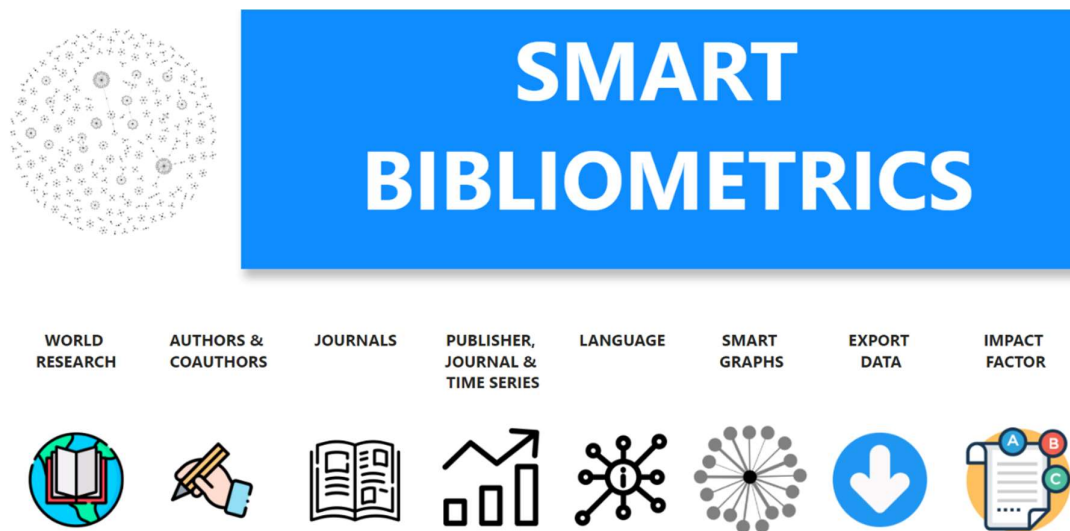 SMART
BIBLIOMETRICS
WORLD
RESEARCH
AUTHORS &
COAUTHORS
JOURNALS
PUBLISHER,
JOURNAL &
TIME SERIES
LANGUAGE
SMART
GRAPHS
EXPORT
DATA
IMPACT
FACTOR
i
A
B
C